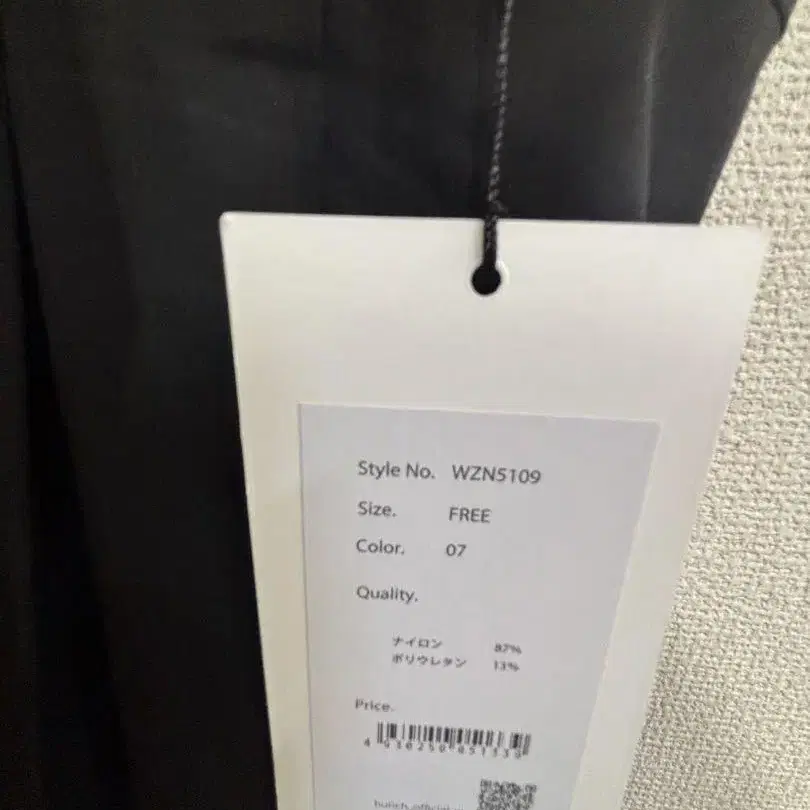 Style No. WZN5109
Size. FREE
Color. 07
Quality.
ナイロン 87%
ポリウレタン 13%
Price.